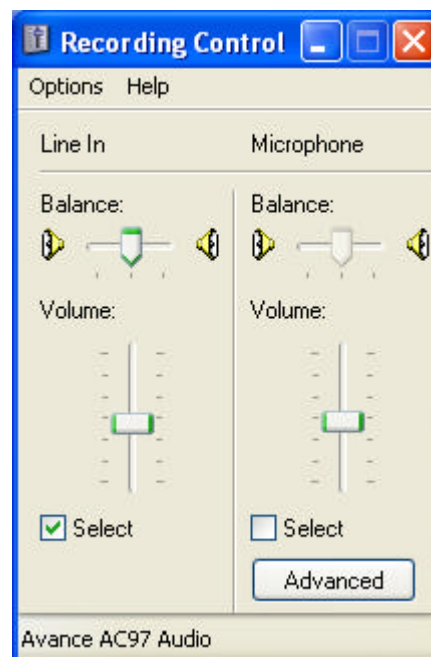 Recording Control
Options Help
Line In Microphone
Balance: Balance:
Volume: Volume:
Select Select
Advanced
Avance AC97 Audio